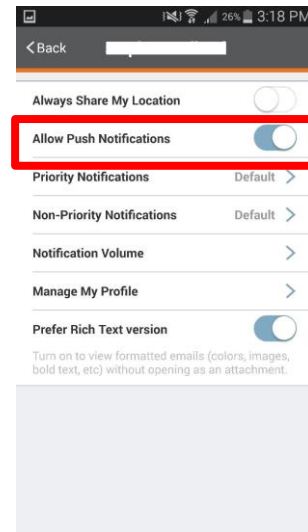 26% 3:18 PM
<Back
Always Share My Location
Allow Push Notifications
Priority Notifications Default >
Non-Priority Notifications Default >
Notification Volume >
Manage My Profile >
Prefer Rich Text version
Turn on to view formatted emails (colors, images,
bold text, etc) without opening as an attachment.